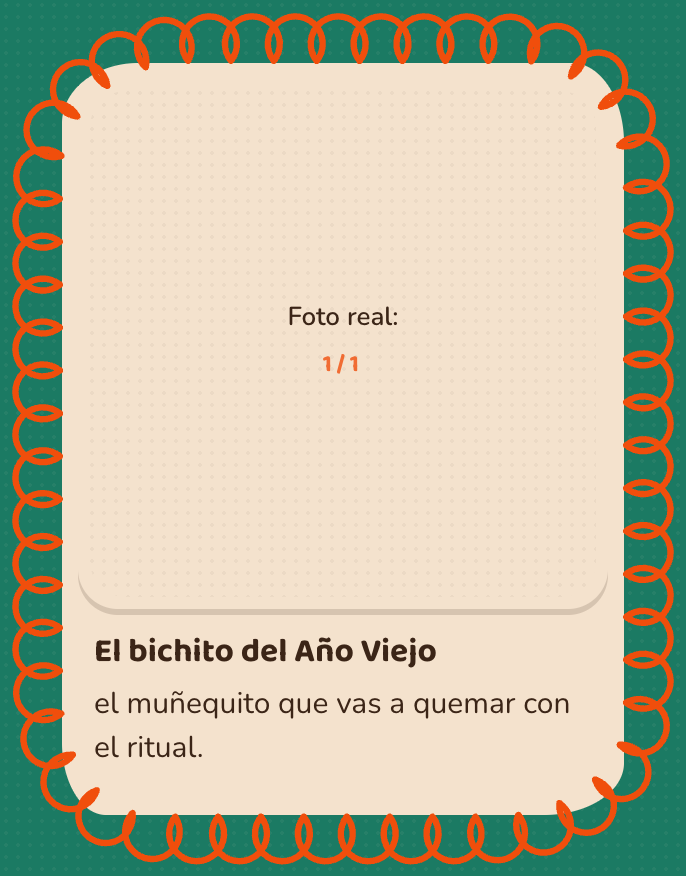 Foto real:
1/1
El bichito del Año Viejo
el muñequito que vas a quemar con
el ritual.